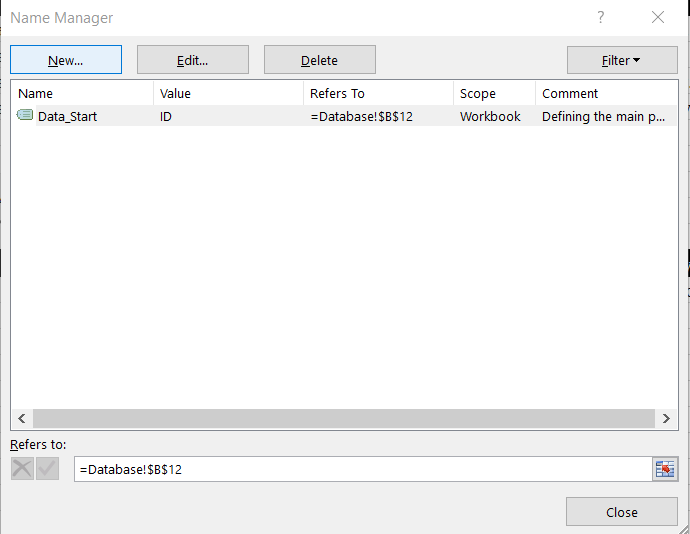 Name Manager ?
New... Edit... Delete Filter
Name Value Refers To Scope Comment
Data_Start ID =Database!$B$12 Workbook Defining the main p...
Refers to:
=Database!$B$12
Close